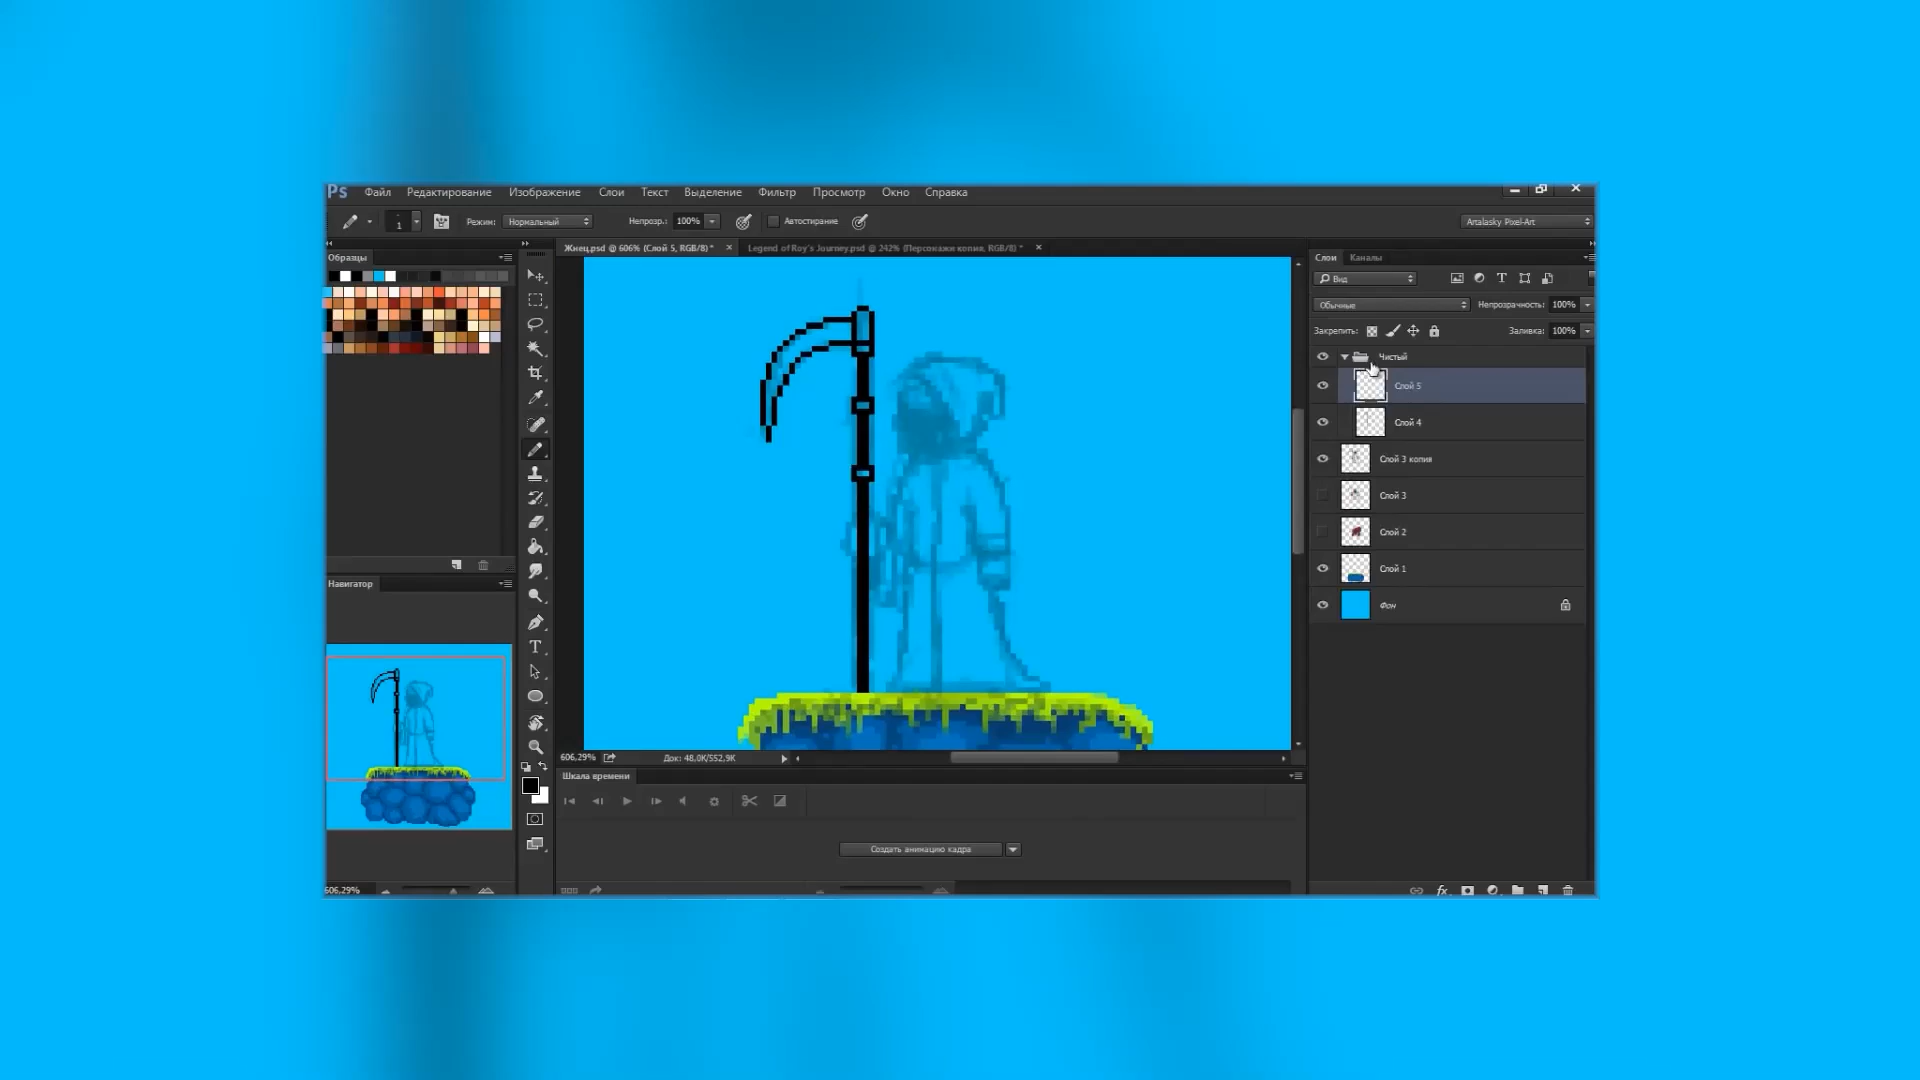 Ps Файл Редактирование Изображение Слои Текст Выделение Фильтр Просмотр Окно Справка
1 Режим: Нормальный Непрозр.: 100% Автостирание Artalasky Pixel-Art
Образцы
Жнец.psd @ 606% (Слой 5, RGB/8) * × Legend of Roy's Journey.psd @ 242% (Персонажи копия, RGB/8) * ×
Слои Каналы
Вид
Обычные Непрозрачность: 100%
Закрепить: Заливка: 100%
Чистый
Слой 5
Слой 4
Слой 3 копия
Слой 3
Слой 2
Слой 1
Фон
Навигатор
606,29%
606,29% Док: 48,0K/552,9K
Шкала времени
Создать анимацию кадра
T
fx